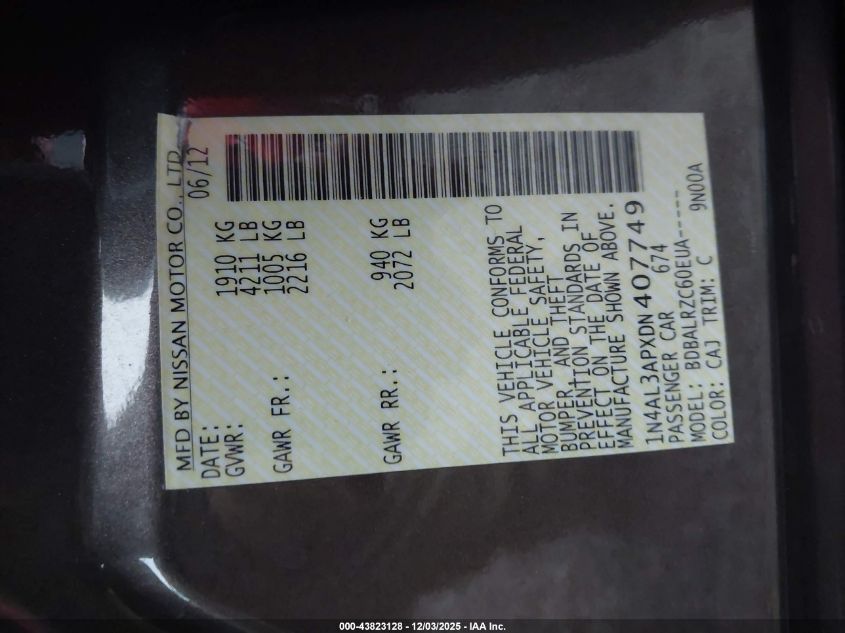 MFD BY NISSAN MOTOR CO., LTD
DATE: 06/12
GVWR: 1910 KG
4211 LB
GAWR FR.: 1005 KG
2216 LB
GAWR RR.: 940 KG
2072 LB
THIS VEHICLE CONFORMS TO
ALL APPLICABLE FEDERAL
MOTOR VEHICLE SAFETY,
BUMPER, AND THEFT
PREVENTION STANDARDS IN
EFFECT ON THE DATE OF
MANUFACTURE SHOWN ABOVE.
1N4AL3APXDN407749
PASSENGER CAR 674
MODEL: BDBALRZC60EUA-----
COLOR: CAJ TRIM: C 9N00A
000-43823128 - 12/03/2025 - IAA Inc.